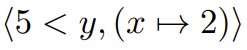 ⟨5 < y, (x ↦ 2)⟩